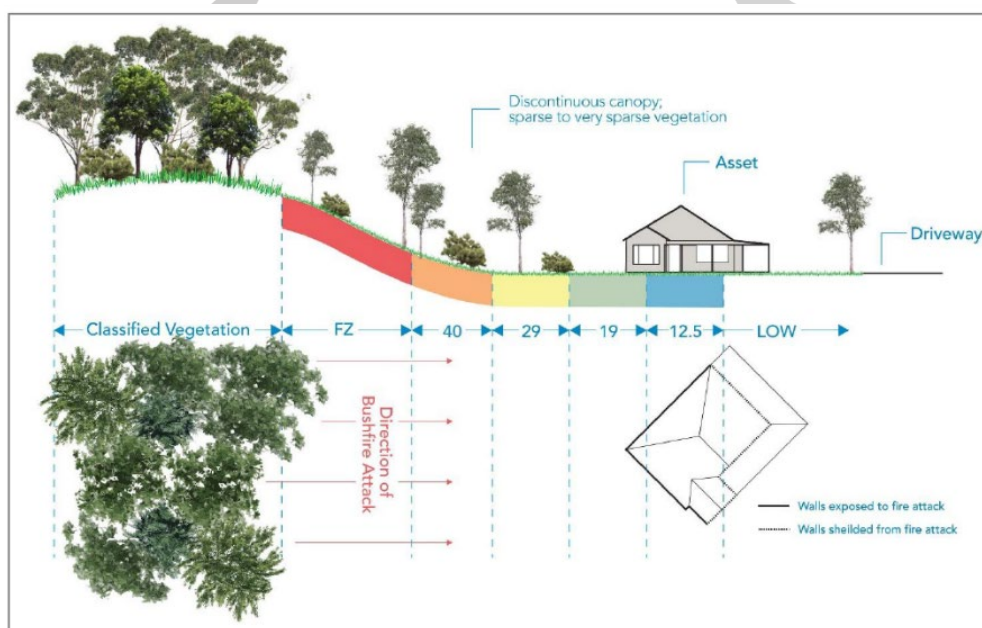 Discontinuous canopy;
sparse to very sparse vegetation
Asset
Driveway
Classified Vegetation
FZ
40
29
19
12.5
LOW
Direction of
Bushfire Attack
Walls exposed to fire attack
Walls sheilded from fire attack